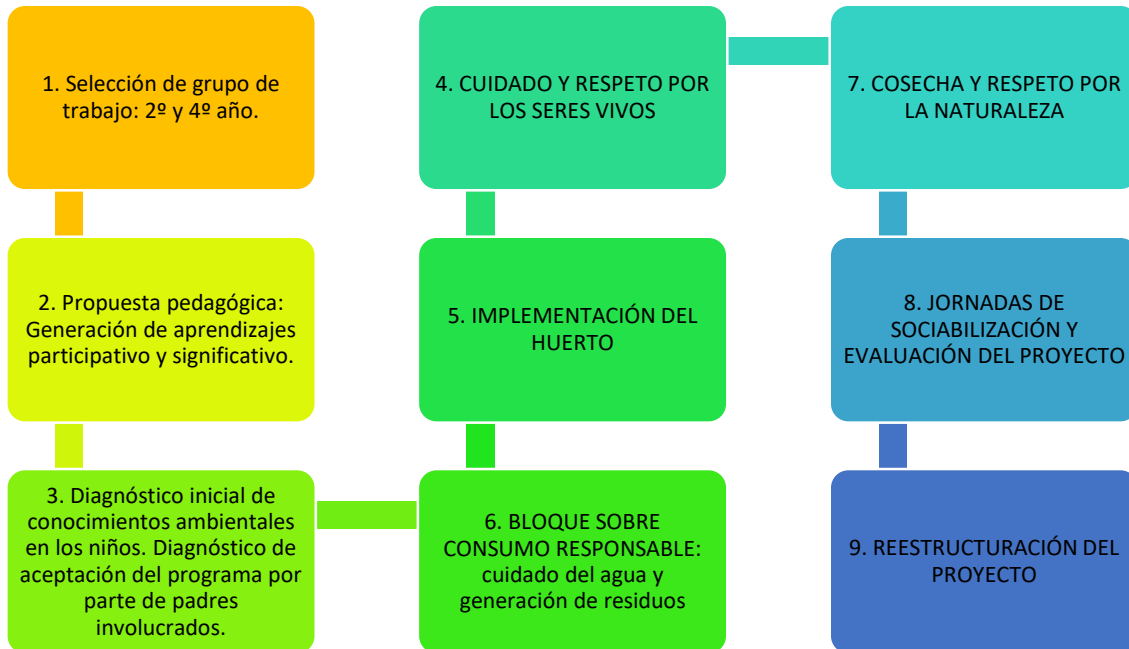 1. Selección de grupo de
trabajo: 2º y 4º año.
2. Propuesta pedagógica:
Generación de aprendizajes
participativo y significativo.
3. Diagnóstico inicial de
conocimientos ambientales
en los niños. Diagnóstico de
aceptación del programa por
parte de padres
involucrados.
4. CUIDADO Y RESPETO POR
LOS SERES VIVOS
5. IMPLEMENTACIÓN DEL
HUERTO
6. BLOQUE SOBRE
CONSUMO RESPONSABLE:
cuidado del agua y
generación de residuos
7. COSECHA Y RESPETO POR
LA NATURALEZA
8. JORNADAS DE
SOCIABILIZACIÓN Y
EVALUACIÓN DEL PROYECTO
9. REESTRUCTURACIÓN DEL
PROYECTO